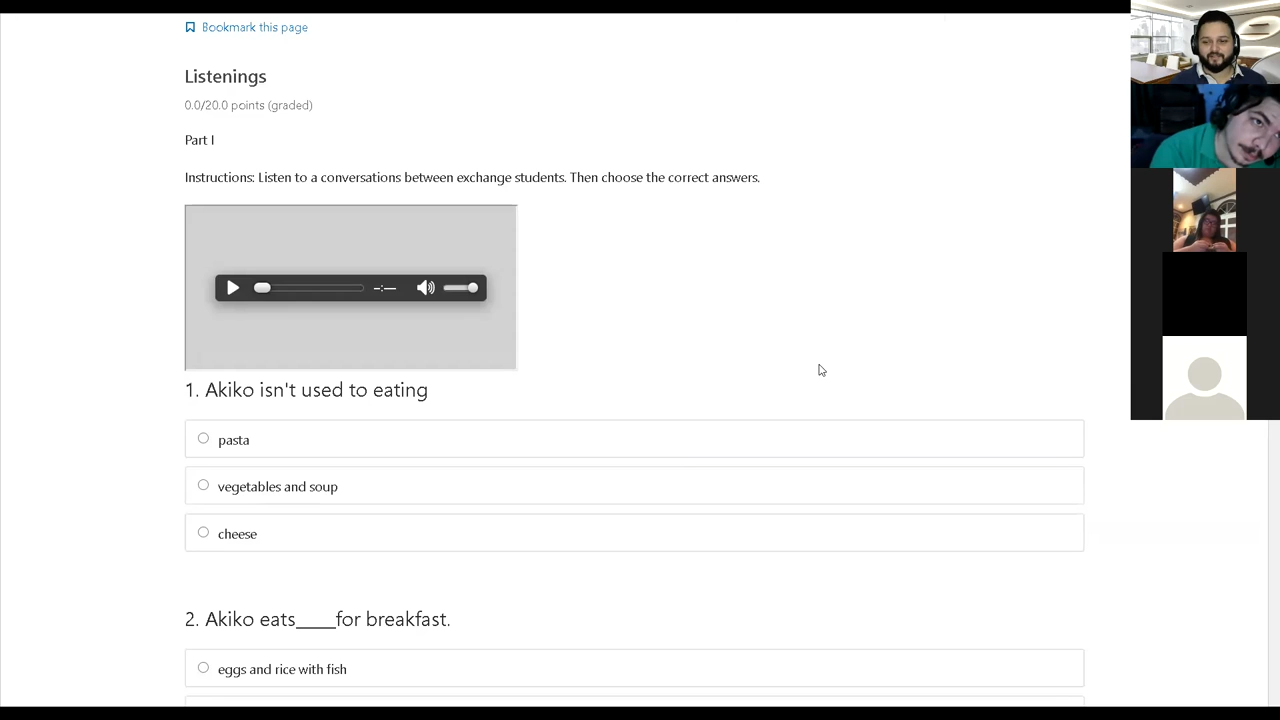 Bookmark this page
Listenings
0.0/20.0 points (graded)
Part I
Instructions: Listen to a conversations between exchange students. Then choose the correct answers.
--:--
1. Akiko isn't used to eating
pasta
vegetables and soup
cheese
2. Akiko eats____for breakfast.
eggs and rice with fish